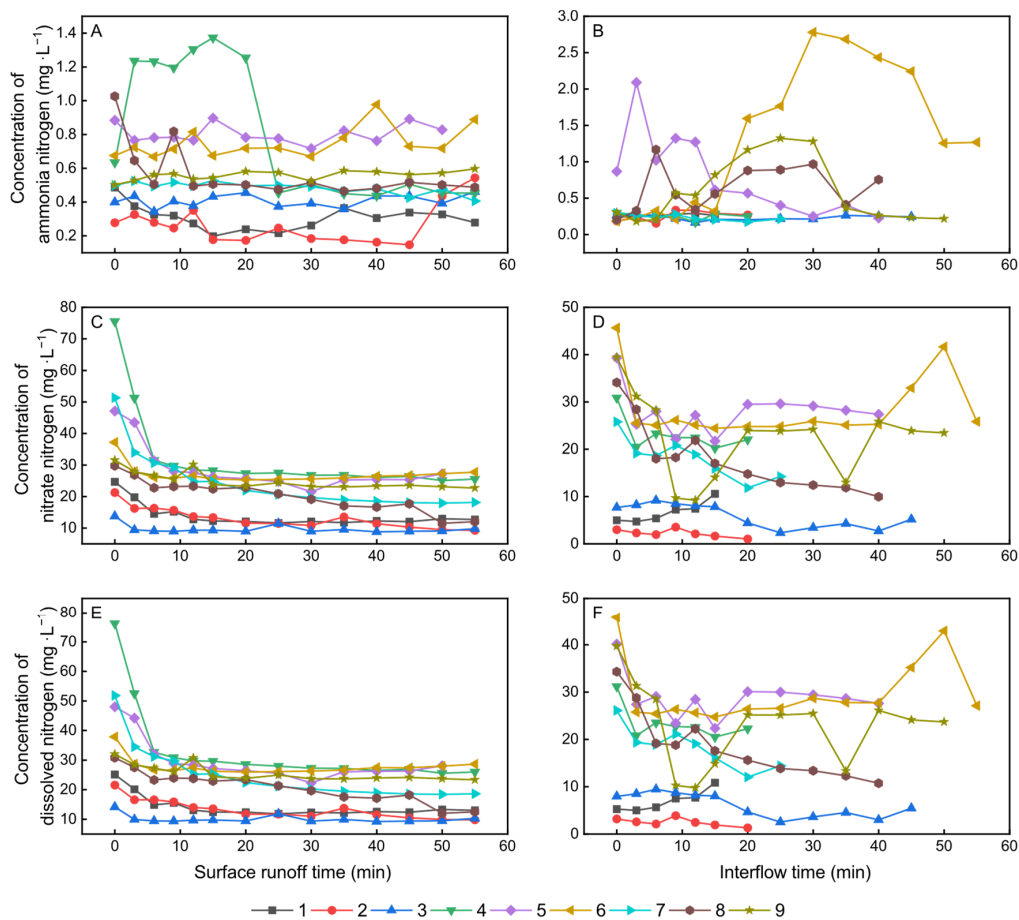 A
B
Concentration of
ammonia nitrogen (mg ·L⁻¹)
1.4
1.2
1.0
0.8
0.6
0.4
0.2
0 10 20 30 40 50 60
3.0
2.5
2.0
1.5
1.0
0.5
0.0
0 10 20 30 40 50 60
C
D
Concentration of
nitrate nitrogen (mg ·L⁻¹)
80
70
60
50
40
30
20
10
0 10 20 30 40 50 60
50
40
30
20
10
0
0 10 20 30 40 50 60
E
F
Concentration of
dissolved nitrogen (mg ·L⁻¹)
80
70
60
50
40
30
20
10
0 10 20 30 40 50 60
50
40
30
20
10
0
0 10 20 30 40 50 60
Surface runoff time (min)
Interflow time (min)
1 2 3 4 5 6 7 8 9